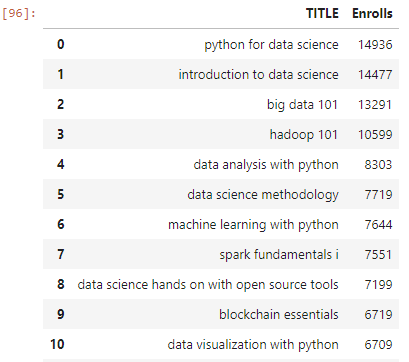 [96]:
TITLE Enrolls
0 python for data science 14936
1 introduction to data science 14477
2 big data 101 13291
3 hadoop 101 10599
4 data analysis with python 8303
5 data science methodology 7719
6 machine learning with python 7644
7 spark fundamentals i 7551
8 data science hands on with open source tools 7199
9 blockchain essentials 6719
10 data visualization with python 6709